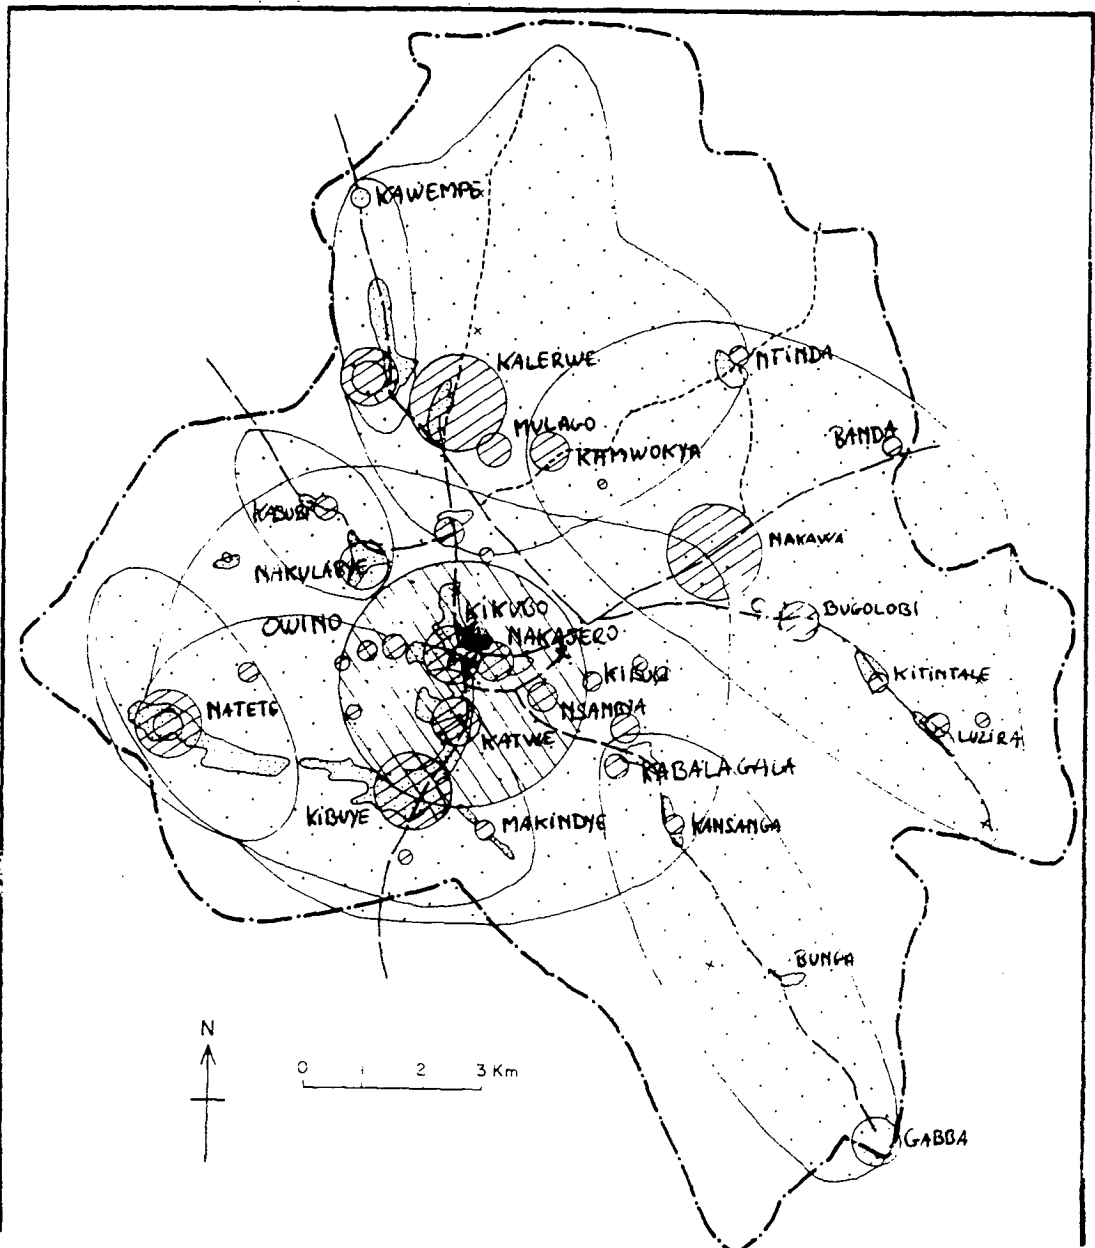 KAWEMPE
KALERWE
NTINDA
MULAGO
KAMWOKYA
BANDA
KASUBI
NAKAWA
NAKULABYE
KIKUBO
BUGOLOBI
OWINO
NAKASERO
KIBULI
KITINTALE
NATETE
NSAMBYA
LUZIRA
KATWE
KABALAGALA
KIBUYE
MAKINDYE
KANSANGA
BUNGA
N
0 2 3 Km
GABBA